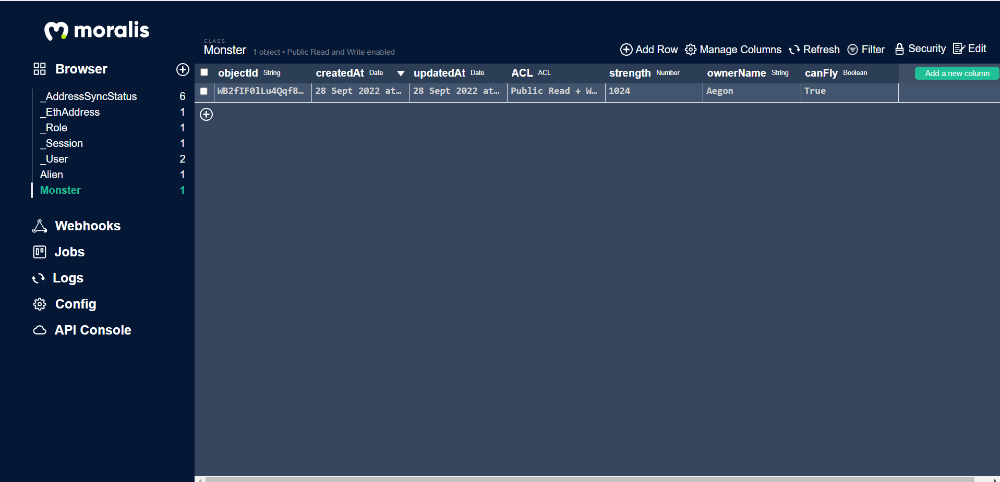 moralis
Browser
_AddressSyncStatus 6
_EthAddress 1
_Role 1
_Session 1
_User 2
Alien 1
Monster 1
Webhooks
Jobs
Logs
Config
API Console
CLASS
Monster 1 object • Public Read and Write enabled
Add Row Manage Columns Refresh Filter Security Edit
objectId String createdAt Date updatedAt Date ACL ACL strength Number ownerName String canFly Boolean Add a new column
WB2fIF0lLu4Qqf8… 28 Sept 2022 at… 28 Sept 2022 at… Public Read + W… 1024 Aegon True